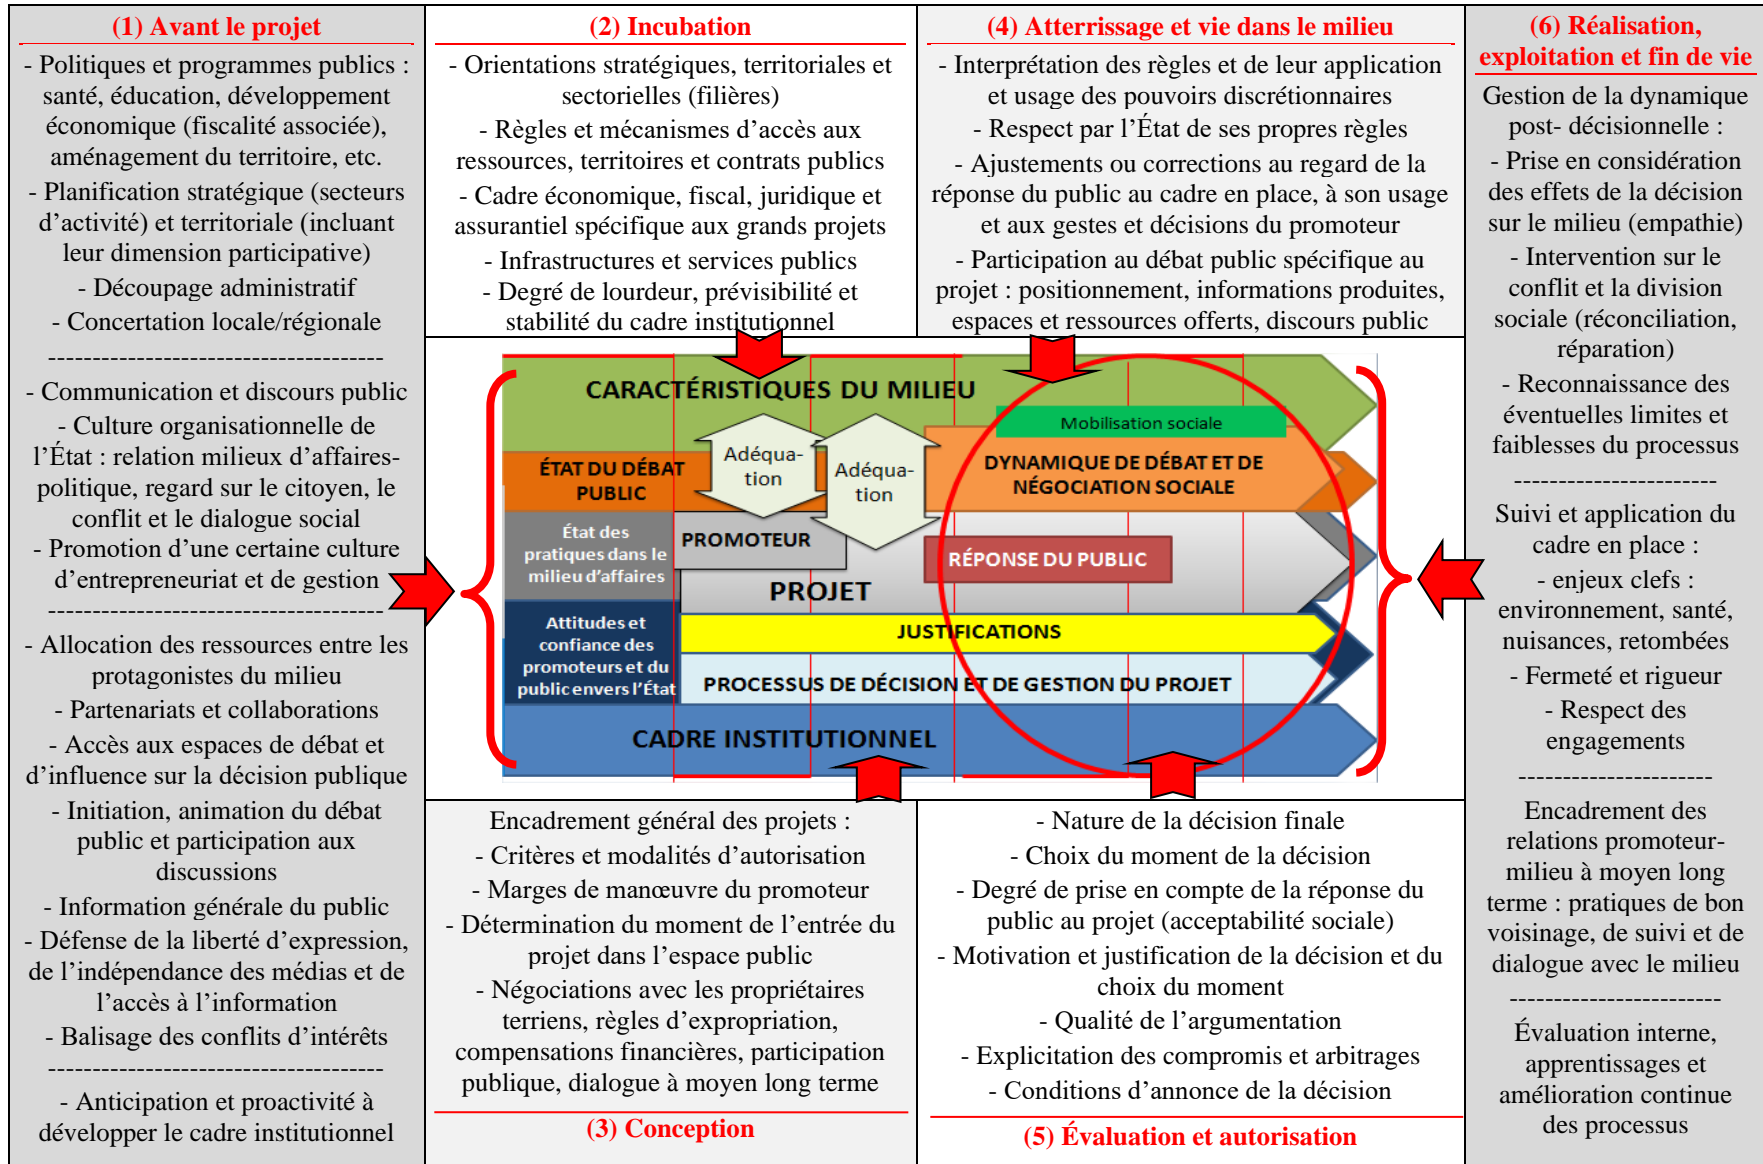 (1) Avant le projet
- Politiques et programmes publics :
santé, éducation, développement
économique (fiscalité associée),
aménagement du territoire, etc.
- Planification stratégique (secteurs
d’activité) et territoriale (incluant
leur dimension participative)
- Découpage administratif
- Concertation locale/régionale
--------------------------------------
- Communication et discours public
- Culture organisationnelle de
l’État : relation milieux d’affaires-
politique, regard sur le citoyen, le
conflit et le dialogue social
- Promotion d’une certaine culture
d’entrepreneuriat et de gestion
--------------------------------------
- Allocation des ressources entre les
protagonistes du milieu
- Partenariats et collaborations
- Accès aux espaces de débat et
d’influence sur la décision publique
- Initiation, animation du débat
public et participation aux
discussions
- Information générale du public
- Défense de la liberté d’expression,
de l’indépendance des médias et de
l’accès à l’information
- Balisage des conflits d’intérêts
--------------------------------------
- Anticipation et proactivité à
développer le cadre institutionnel
(2) Incubation
- Orientations stratégiques, territoriales et
sectorielles (filières)
- Règles et mécanismes d’accès aux
ressources, territoires et contrats publics
- Cadre économique, fiscal, juridique et
assurantiel spécifique aux grands projets
- Infrastructures et services publics
- Degré de lourdeur, prévisibilité et
stabilité du cadre institutionnel
(4) Atterrissage et vie dans le milieu
- Interprétation des règles et de leur application
et usage des pouvoirs discrétionnaires
- Respect par l’État de ses propres règles
- Ajustements ou corrections au regard de la
réponse du public au cadre en place, à son usage
et aux gestes et décisions du promoteur
- Participation au débat public spécifique au
projet : positionnement, informations produites,
espaces et ressources offerts, discours public
CARACTÉRISTIQUES DU MILIEU
Mobilisation sociale
Adéqua-
tion
Adéqua-
tion
ÉTAT DU DÉBAT
PUBLIC
DYNAMIQUE DE DÉBAT ET DE
NÉGOCIATION SOCIALE
État des
pratiques dans le
milieu d’affaires
PROMOTEUR
RÉPONSE DU PUBLIC
PROJET
Attitudes et
confiance des
promoteurs et du
public envers l’État
JUSTIFICATIONS
PROCESSUS DE DÉCISION ET DE GESTION DU PROJET
CADRE INSTITUTIONNEL
Encadrement général des projets :
- Critères et modalités d’autorisation
- Marges de manœuvre du promoteur
- Détermination du moment de l’entrée du
projet dans l’espace public
- Négociations avec les propriétaires
terriens, règles d’expropriation,
compensations financières, participation
publique, dialogue à moyen long terme
(3) Conception
- Nature de la décision finale
- Choix du moment de la décision
- Degré de prise en compte de la réponse du
public au projet (acceptabilité sociale)
- Motivation et justification de la décision et du
choix du moment
- Qualité de l’argumentation
- Explicitation des compromis et arbitrages
- Conditions d’annonce de la décision
(5) Évaluation et autorisation
(6) Réalisation,
exploitation et fin de vie
Gestion de la dynamique
post- décisionnelle :
- Prise en considération
des effets de la décision
sur le milieu (empathie)
- Intervention sur le
conflit et la division
sociale (réconciliation,
réparation)
- Reconnaissance des
éventuelles limites et
faiblesses du processus
-----------------------
Suivi et application du
cadre en place :
- enjeux clefs :
environnement, santé,
nuisances, retombées
- Fermeté et rigueur
- Respect des
engagements
----------------------
Encadrement des
relations promoteur-
milieu à moyen long
terme : pratiques de bon
voisinage, de suivi et de
dialogue avec le milieu
------------------------
Évaluation interne,
apprentissages et
amélioration continue
des processus